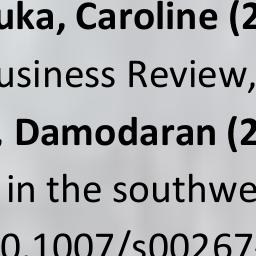 uka, Caroline (2
usiness Review,
, Damodaran (2
in the southwe
0.1007/s00267-